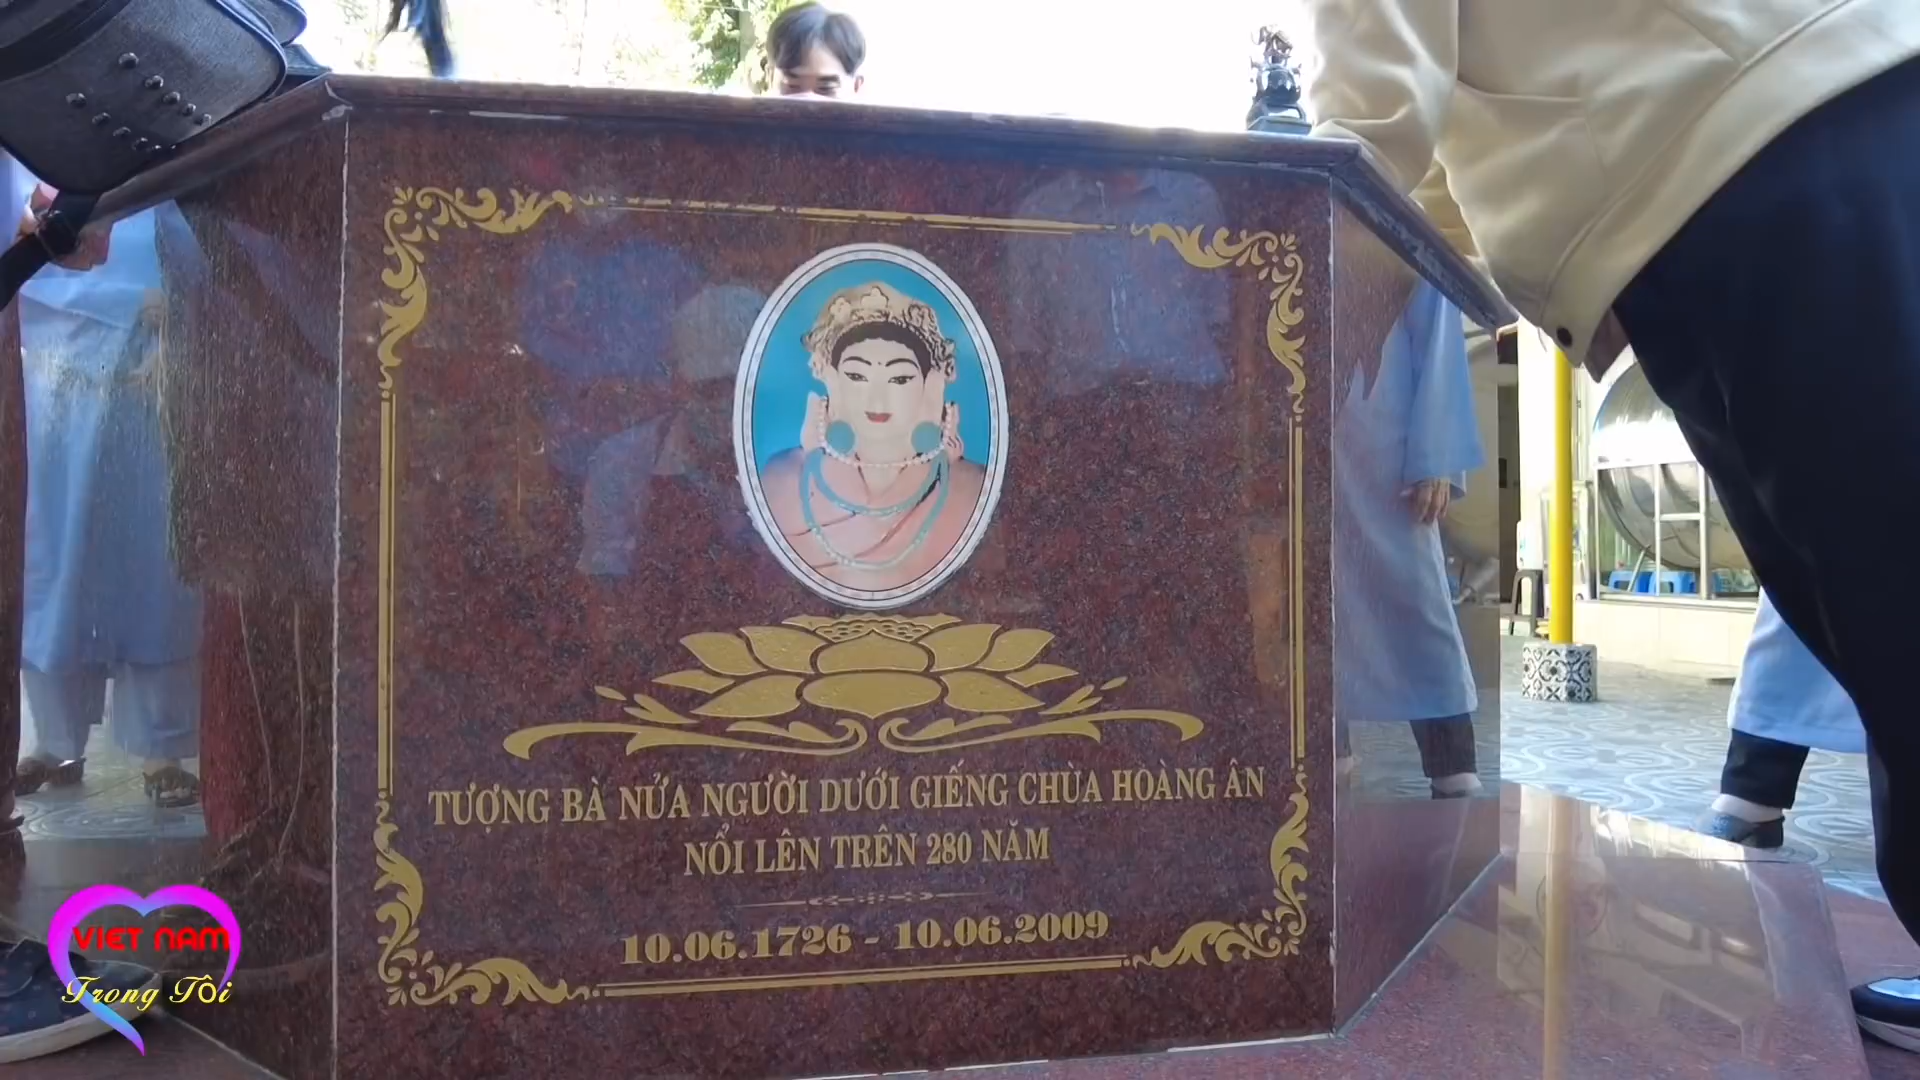 TƯỢNG BÀ NỬA NGƯỜI DƯỚI GIẾNG CHÙA HOÀNG ÂN
NỔI LÊN TRÊN 280 NĂM
10.06.1726 - 10.06.2009
VIET NAM
Trong Tôi